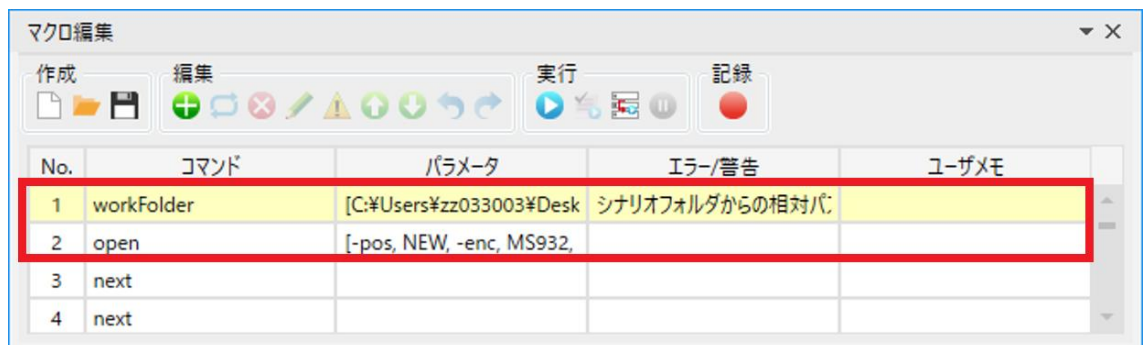 マクロ編集
作成 編集 実行 記録
No. コマンド パラメータ エラー/警告 ユーザメモ
1 workFolder [C:¥Users¥zz033003¥Desk シナリオフォルダからの相対パ
2 open [-pos, NEW, -enc, MS932,
3 next
4 next